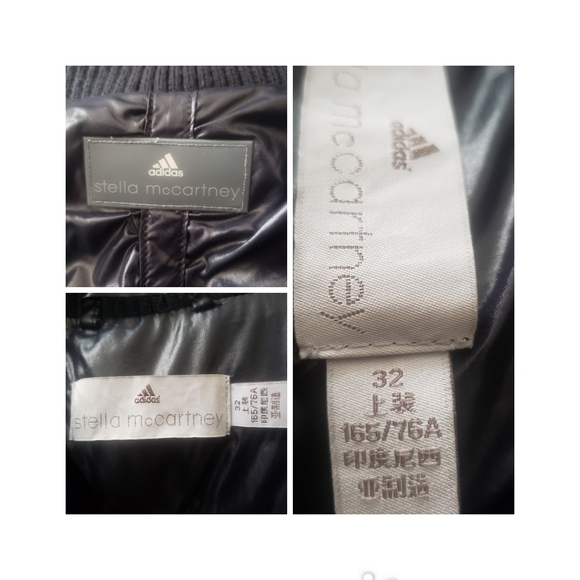 adidas
stella mccartney
adidas
stella mccartney
32
上装
165/76A
印度尼西
亚制造
adidas
la mccartney
32
上装
165/76A
印度尼西
亚制造